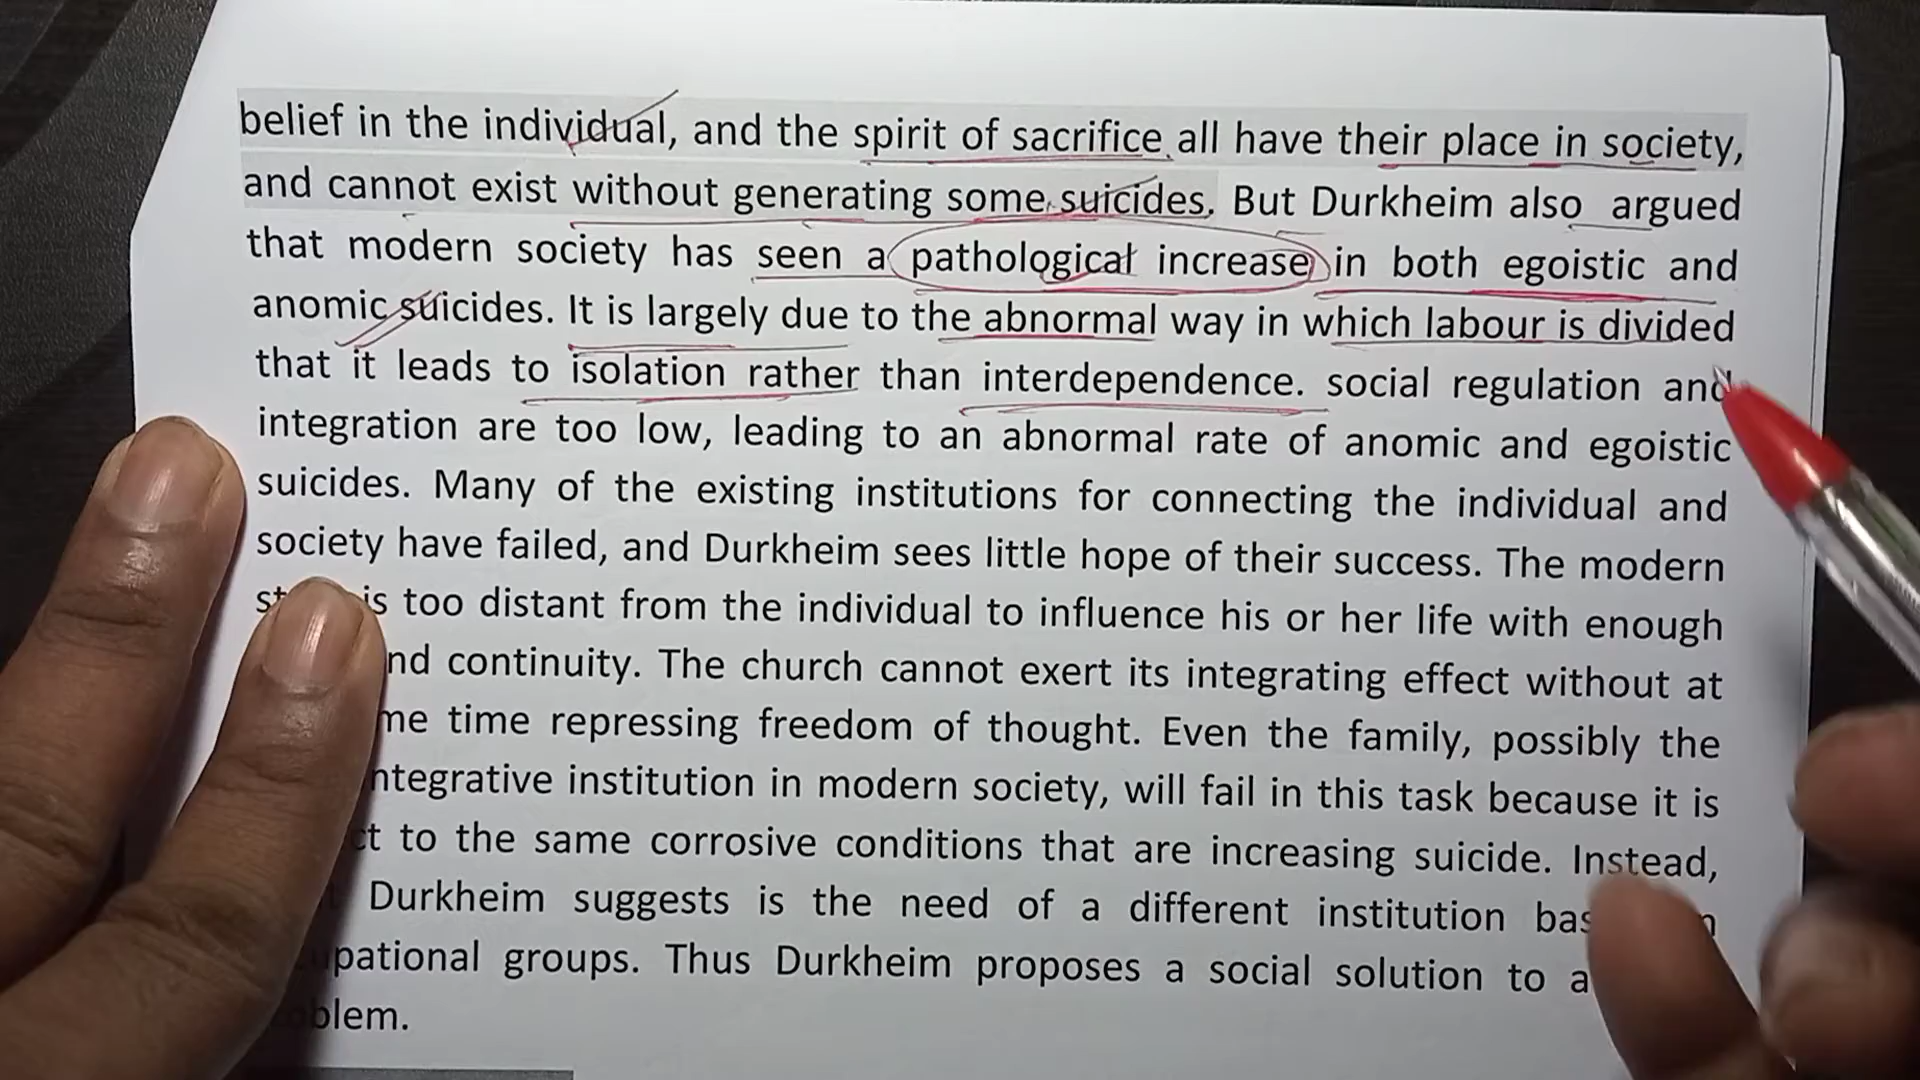 belief in the individual, and the spirit of sacrifice all have their place in society,
and cannot exist without generating some suicides. But Durkheim also argued
that modern society has seen a pathological increase in both egoistic and
anomic suicides. It is largely due to the abnormal way in which labour is divided
that it leads to isolation rather than interdependence. social regulation and
integration are too low, leading to an abnormal rate of anomic and egoistic
suicides. Many of the existing institutions for connecting the individual and
society have failed, and Durkheim sees little hope of their success. The modern
is too distant from the individual to influence his or her life with enough
continuity. The church cannot exert its integrating effect without at
time repressing freedom of thought. Even the family, possibly the
institution in modern society, will fail in this task because it is
to the same corrosive conditions that are increasing suicide. Instead,
Durkheim suggests is the need of a different institution
groups. Thus Durkheim proposes a social solution to a